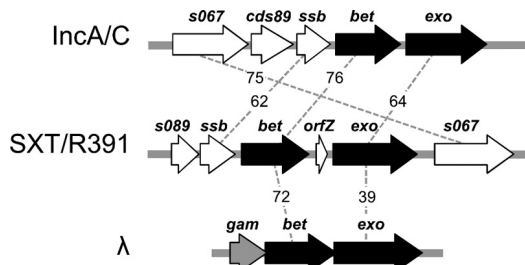 s067 cds89 ssb bet exo
IncA/C
75 76
62 64
s089 ssb bet orfZ exo s067
SXT/R391
72 39
gam bet exo
λ